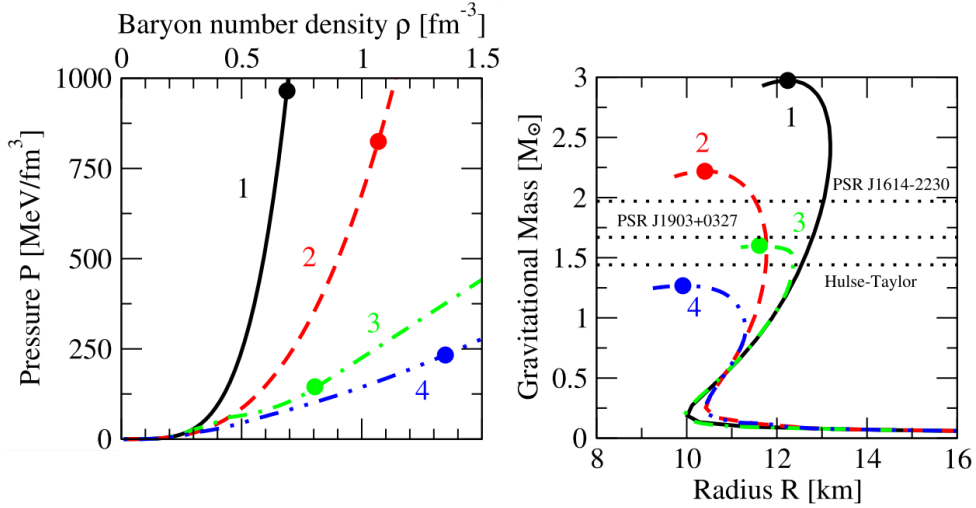 Baryon number density ρ [fm⁻³]
0 0.5 1 1.5
1000
750
500
250
0
Pressure P [MeV/fm³]
1
2
3
4
3
2.5
2
1.5
1
0.5
0
Gravitational Mass [M⊙]
1
2
3
4
PSR J1614-2230
PSR J1903+0327
Hulse-Taylor
8 10 12 14 16
Radius R [km]